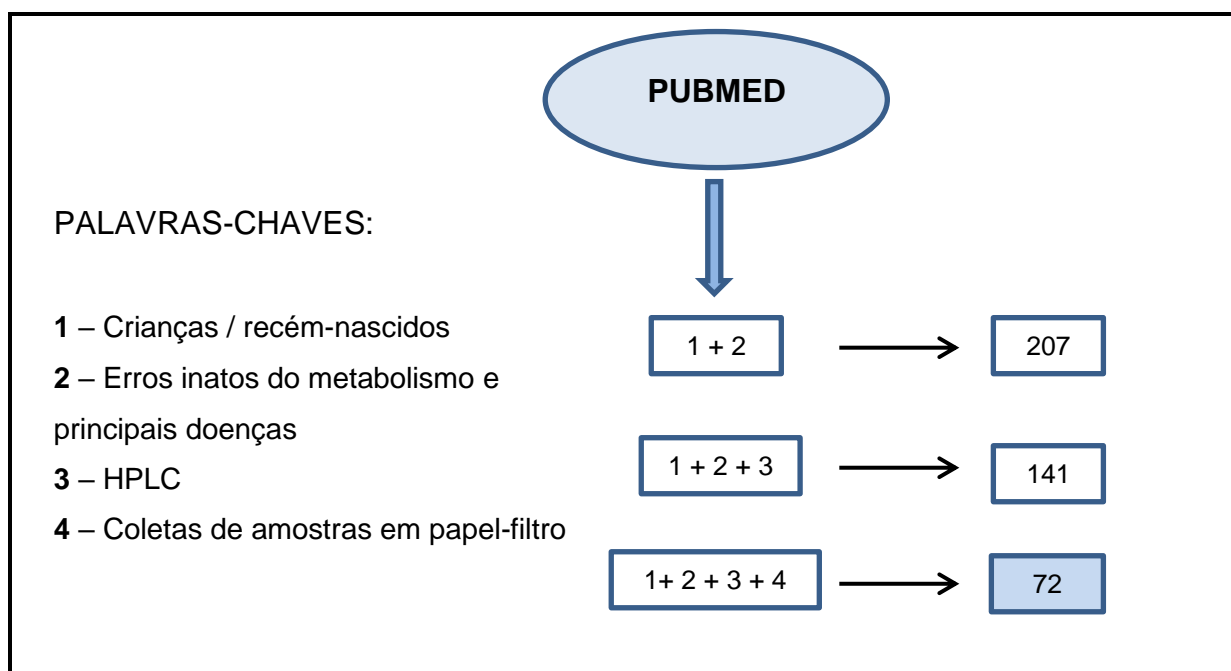 PUBMED
PALAVRAS-CHAVES:
1 – Crianças / recém-nascidos
2 – Erros inatos do metabolismo e
principais doenças
3 – HPLC
4 – Coletas de amostras em papel-filtro
1 + 2
207
1 + 2 + 3
141
1+ 2 + 3 + 4
72